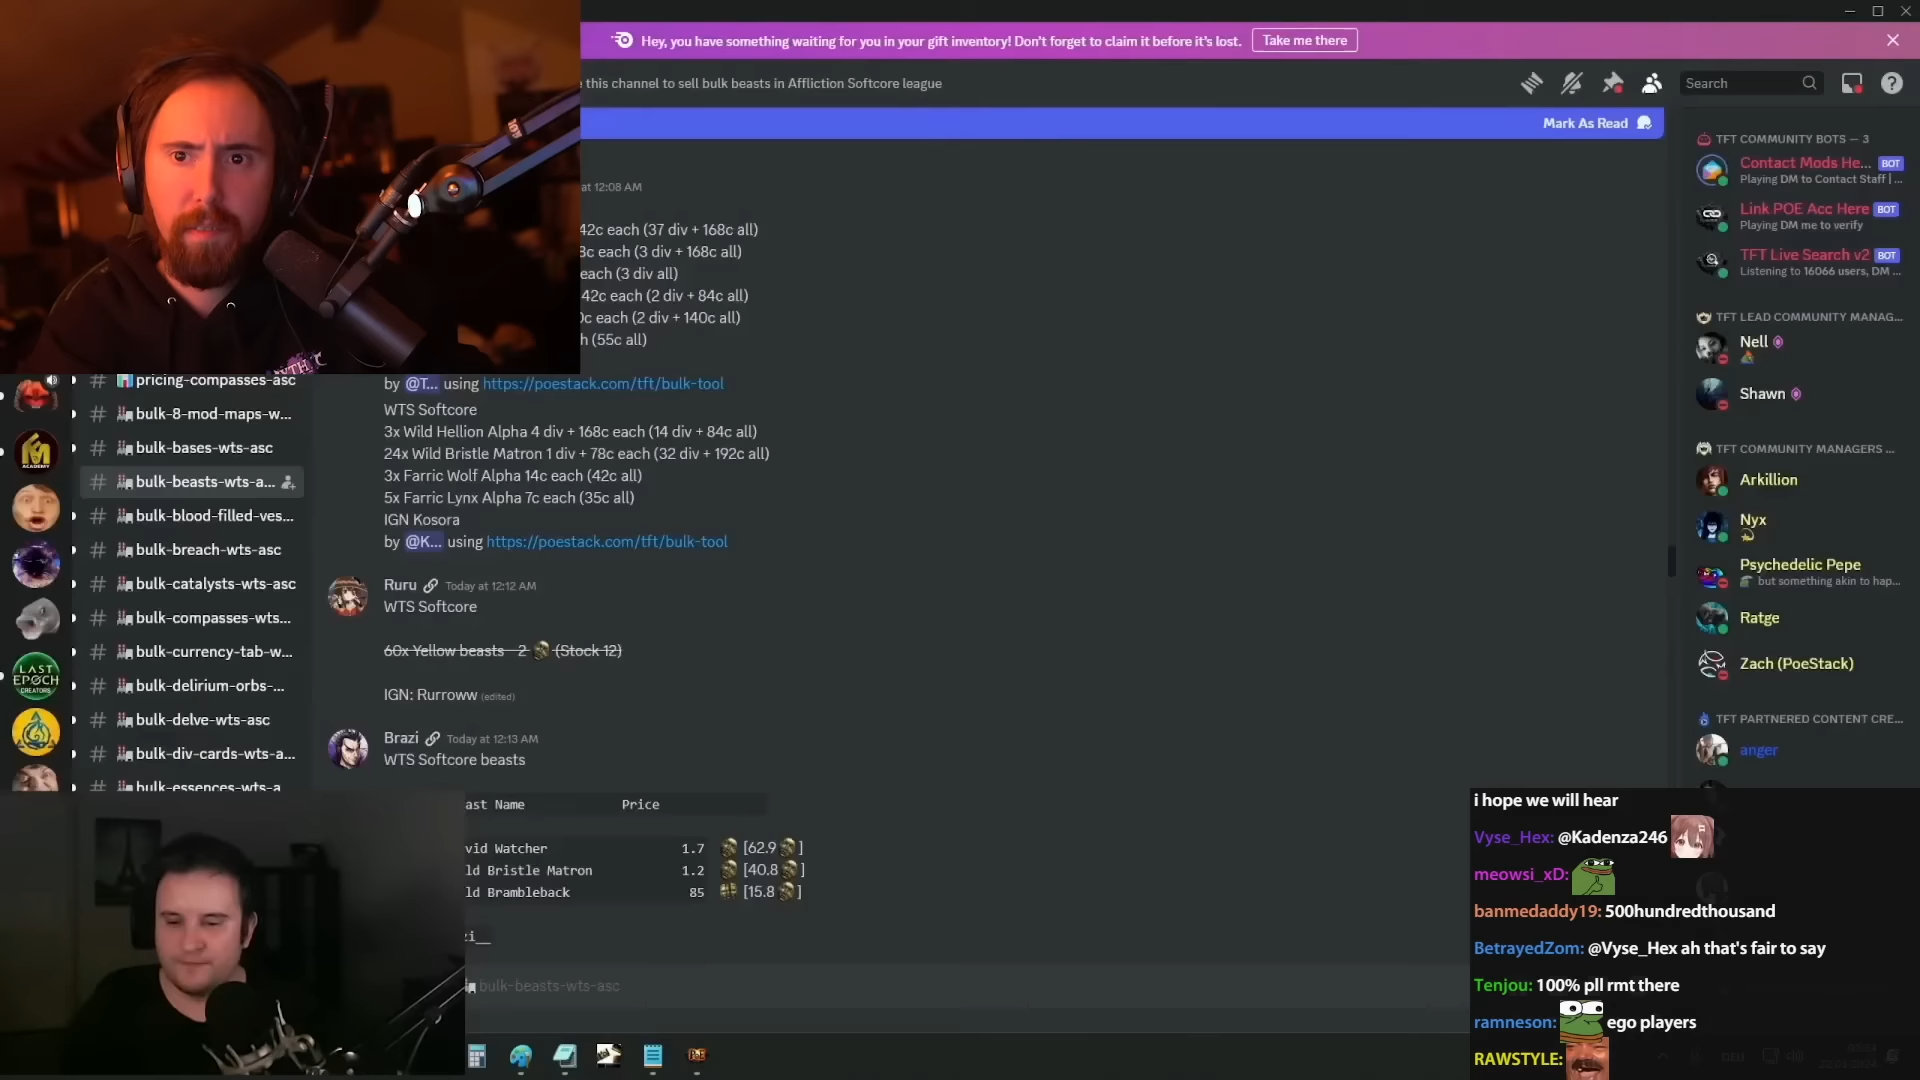 Hey, you have something waiting for you in your gift inventory! Don't forget to claim it before it's lost.
Take me there
this channel to sell bulk beasts in Affliction Softcore league
Search
Mark As Read
at 12:08 AM
42c each (37 div + 168c all)
8c each (3 div + 168c all)
each (3 div all)
42c each (2 div + 84c all)
0c each (2 div + 140c all)
(55c all)
by @T... using https://poestack.com/tft/bulk-tool
WTS Softcore
3x Wild Hellion Alpha 4 div + 168c each (14 div + 84c all)
24x Wild Bristle Matron 1 div + 78c each (32 div + 192c all)
3x Farric Wolf Alpha 14c each (42c all)
5x Farric Lynx Alpha 7c each (35c all)
IGN Kosora
by @K... using https://poestack.com/tft/bulk-tool
Ruru Today at 12:12 AM
WTS Softcore
60x Yellow beasts 2 (Stock 12)
IGN: Rurroww (edited)
Brazi Today at 12:13 AM
WTS Softcore beasts
ast Name Price
vid Watcher 1.7 [62.9 ]
ld Bristle Matron 1.2 [40.8 ]
ld Brambleback 85 [15.8 ]
zi__
bulk-beasts-wts-asc
# pricing-compasses-asc
# bulk-8-mod-maps-w...
# bulk-bases-wts-asc
# bulk-beasts-wts-a...
# bulk-blood-filled-ves...
# bulk-breach-wts-asc
# bulk-catalysts-wts-asc
# bulk-compasses-wts...
# bulk-currency-tab-w...
# bulk-delirium-orbs-...
# bulk-delve-wts-asc
# bulk-div-cards-wts-a...
# bulk-essences-wts-a
ACADEMY
LAST
EPOCH
CREATORS
TFT COMMUNITY BOTS — 3
Contact Mods He... BOT
Playing DM to Contact Staff | ...
Link POE Acc Here BOT
Playing DM me to verify
TFT Live Search v2 BOT
Listening to 16066 users, DM ...
TFT LEAD COMMUNITY MANAG...
Nell
Shawn
TFT COMMUNITY MANAGERS ...
Arkillion
Nyx
Psychedelic Pepe
but something akin to hap...
Ratge
Zach (PoeStack)
TFT PARTNERED CONTENT CRE...
anger
i hope we will hear
Vyse_Hex: @Kadenza246
meowsi_xD:
banmedaddy19: 500hundredthousand
BetrayedZom: @Vyse_Hex ah that's fair to say
Tenjou: 100% pll rmt there
ramneson: ego players
RAWSTYLE: